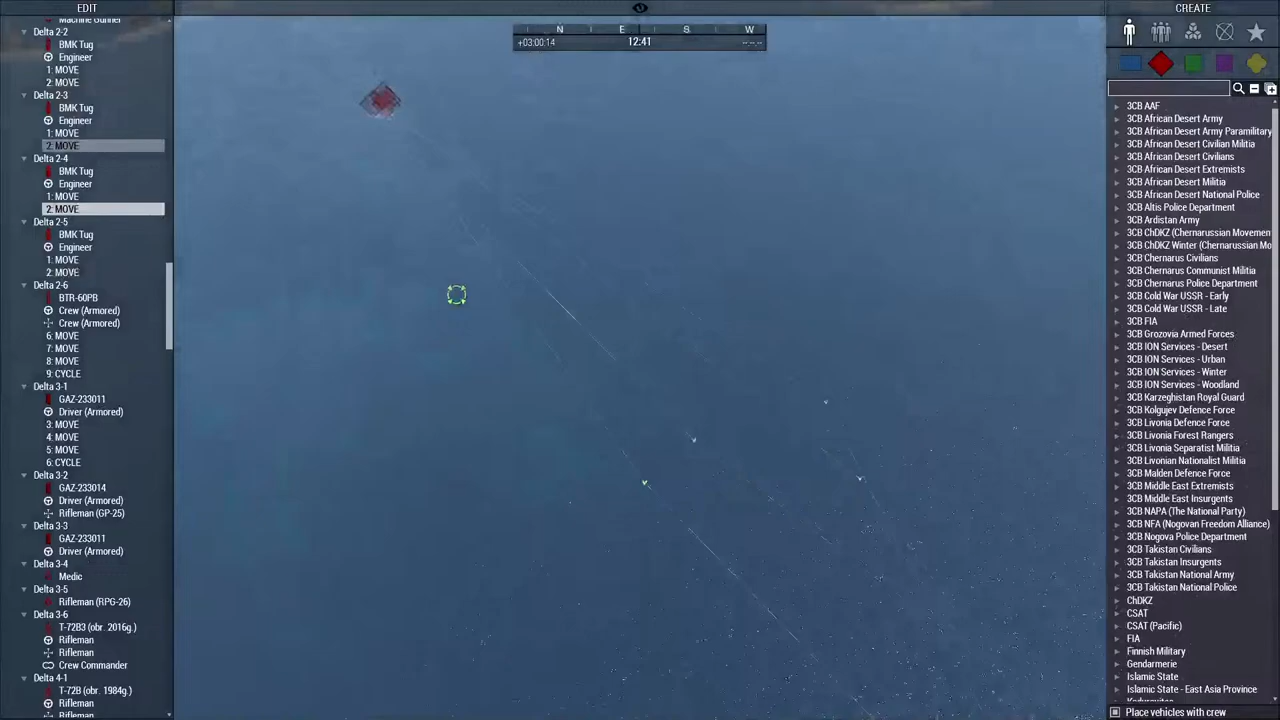 EDIT
Machine Gunner
Delta 2-2
BMK Tug
Engineer
1: MOVE
2: MOVE
Delta 2-3
BMK Tug
Engineer
1: MOVE
2: MOVE
Delta 2-4
BMK Tug
Engineer
1: MOVE
2: MOVE
Delta 2-5
BMK Tug
Engineer
1: MOVE
2: MOVE
Delta 2-6
BTR-60PB
Crew (Armored)
Crew (Armored)
6: MOVE
7: MOVE
8: MOVE
9: CYCLE
Delta 3-1
GAZ-233011
Driver (Armored)
3: MOVE
4: MOVE
5: MOVE
6: CYCLE
Delta 3-2
GAZ-233014
Driver (Armored)
Rifleman (GP-25)
Delta 3-3
GAZ-233011
Driver (Armored)
Delta 3-4
Medic
Delta 3-5
Rifleman (RPG-26)
Delta 3-6
T-72B3 (obr. 2016g.)
Rifleman
Rifleman
Crew Commander
Delta 4-1
T-72B (obr. 1984g.)
Rifleman
Rifleman
N E S W
+03:00:14 12:41 --- ---
CREATE
3CB AAF
3CB African Desert Army
3CB African Desert Army Paramilitary
3CB African Desert Civilian Militia
3CB African Desert Civilians
3CB African Desert Extremists
3CB African Desert Militia
3CB African Desert National Police
3CB Altis Police Department
3CB Ardistan Army
3CB ChDKZ (Chernarussian Movemen
3CB ChDKZ Winter (Chernarussian Mo
3CB Chernarus Civilians
3CB Chernarus Communist Militia
3CB Chernarus Police Department
3CB Cold War USSR - Early
3CB Cold War USSR - Late
3CB FIA
3CB Grozovia Armed Forces
3CB ION Services - Desert
3CB ION Services - Urban
3CB ION Services - Winter
3CB ION Services - Woodland
3CB Karzeghistan Royal Guard
3CB Kolgujev Defence Force
3CB Livonia Defence Force
3CB Livonia Forest Rangers
3CB Livonia Separatist Militia
3CB Livonian Nationalist Militia
3CB Malden Defence Force
3CB Middle East Extremists
3CB Middle East Insurgents
3CB NAPA (The National Party)
3CB NFA (Nogovan Freedom Alliance)
3CB Nogova Police Department
3CB Takistan Civilians
3CB Takistan Insurgents
3CB Takistan National Army
3CB Takistan National Police
ChDKZ
CSAT
CSAT (Pacific)
FIA
Finnish Military
Gendarmerie
Islamic State
Islamic State - East Asia Province
Place vehicles with crew